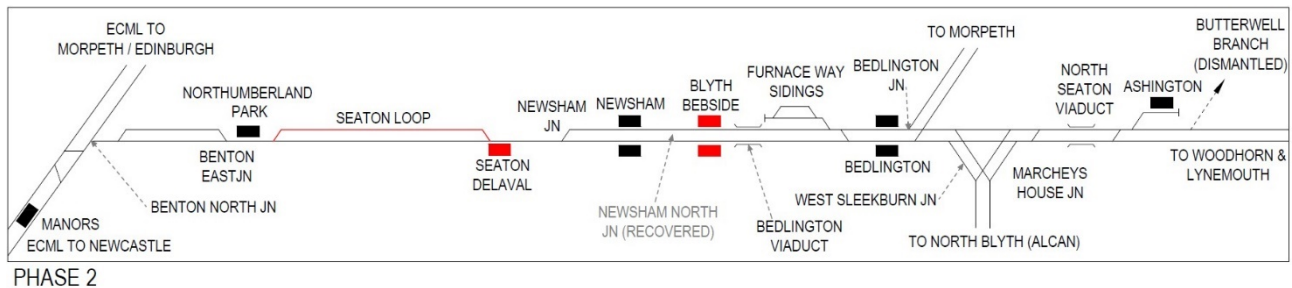 ECML TO
MORPETH / EDINBURGH
NORTHUMBERLAND
PARK
SEATON LOOP
NEWSHAM
JN
NEWSHAM
BLYTH
BEBSIDE
FURNACE WAY
SIDINGS
BEDLINGTON
JN
TO MORPETH
NORTH
SEATON
VIADUCT
ASHINGTON
BUTTERWELL
BRANCH
(DISMANTLED)
BENTON
EASTJN
SEATON
DELAVAL
BEDLINGTON
MARCHEYS
HOUSE JN
TO WOODHORN &
LYNEMOUTH
BENTON NORTH JN
WEST SLEEKBURN JN
MANORS
ECML TO NEWCASTLE
NEWSHAM NORTH
JN (RECOVERED)
BEDLINGTON
VIADUCT
TO NORTH BLYTH (ALCAN)
PHASE 2